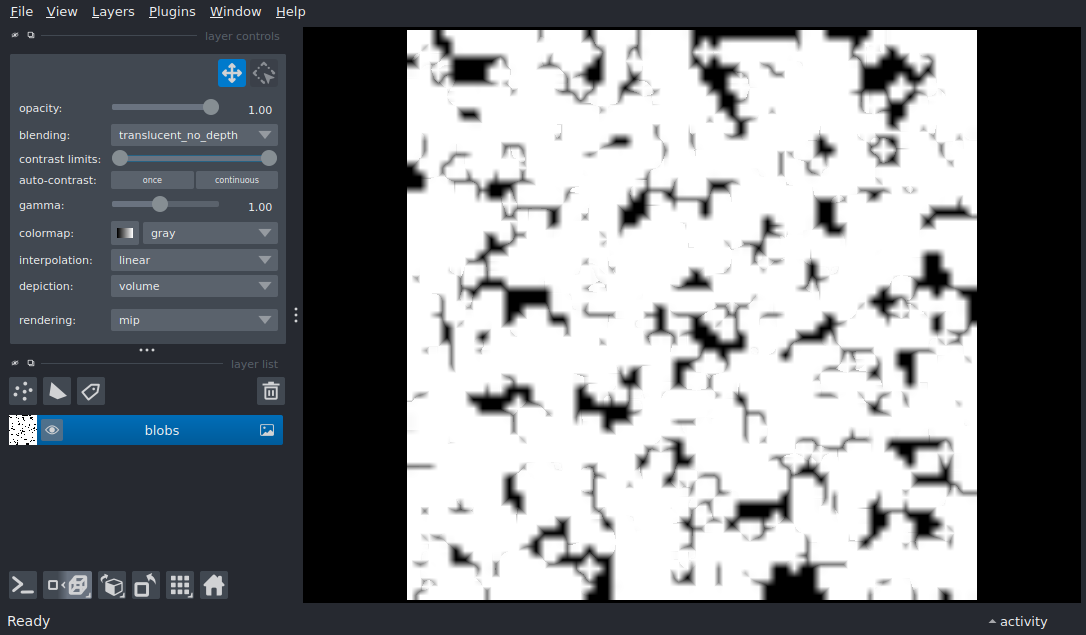 File View Layers Plugins Window Help
layer controls
opacity: 1.00
blending: translucent_no_depth
contrast limits:
auto-contrast: once continuous
gamma: 1.00
colormap: gray
interpolation: linear
depiction: volume
rendering: mip
layer list
blobs
Ready activity